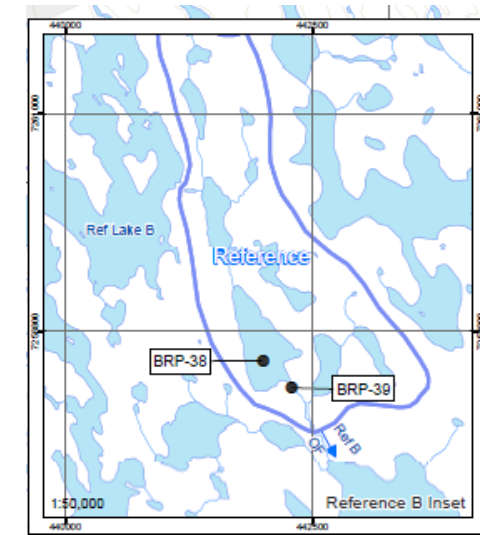 440000
442500
Ref Lake B
Reference
BRP-38
BRP-39
Ref B
OF
1:50,000
Reference B Inset
440000
442500